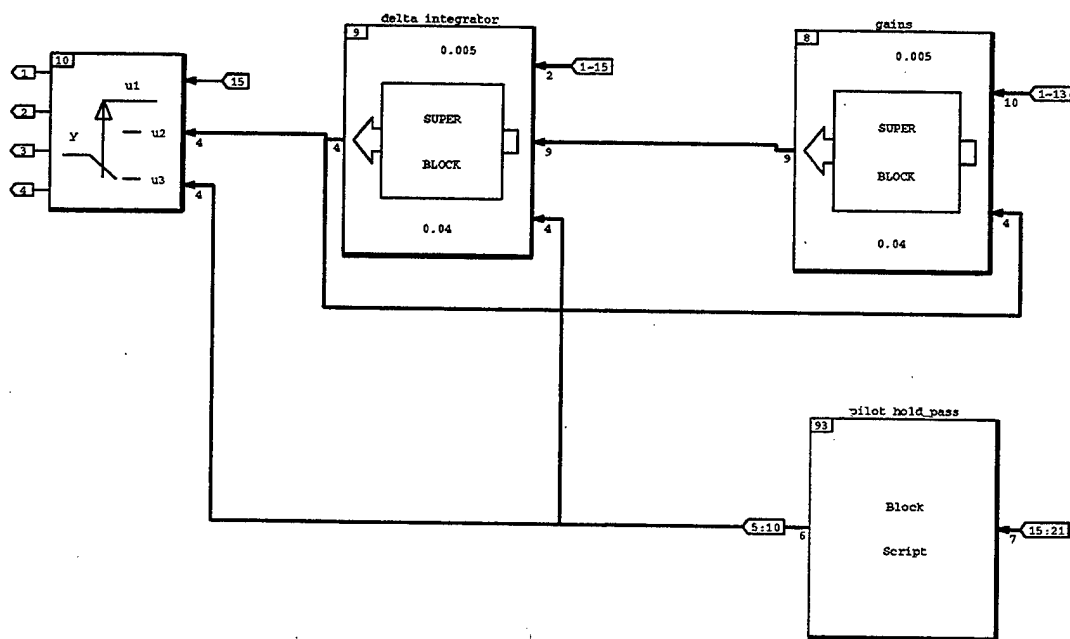 delta integrator
9
0.005
2
1-15
SUPER
BLOCK
4
9
0.04
4
gains
8
0.005
10
1-13
SUPER
BLOCK
9
0.04
4
10
1
2
3
4
u1
u2
u3
y
15
4
4
pilot hold_pass
93
Block
Script
5:10
6
7
15:21